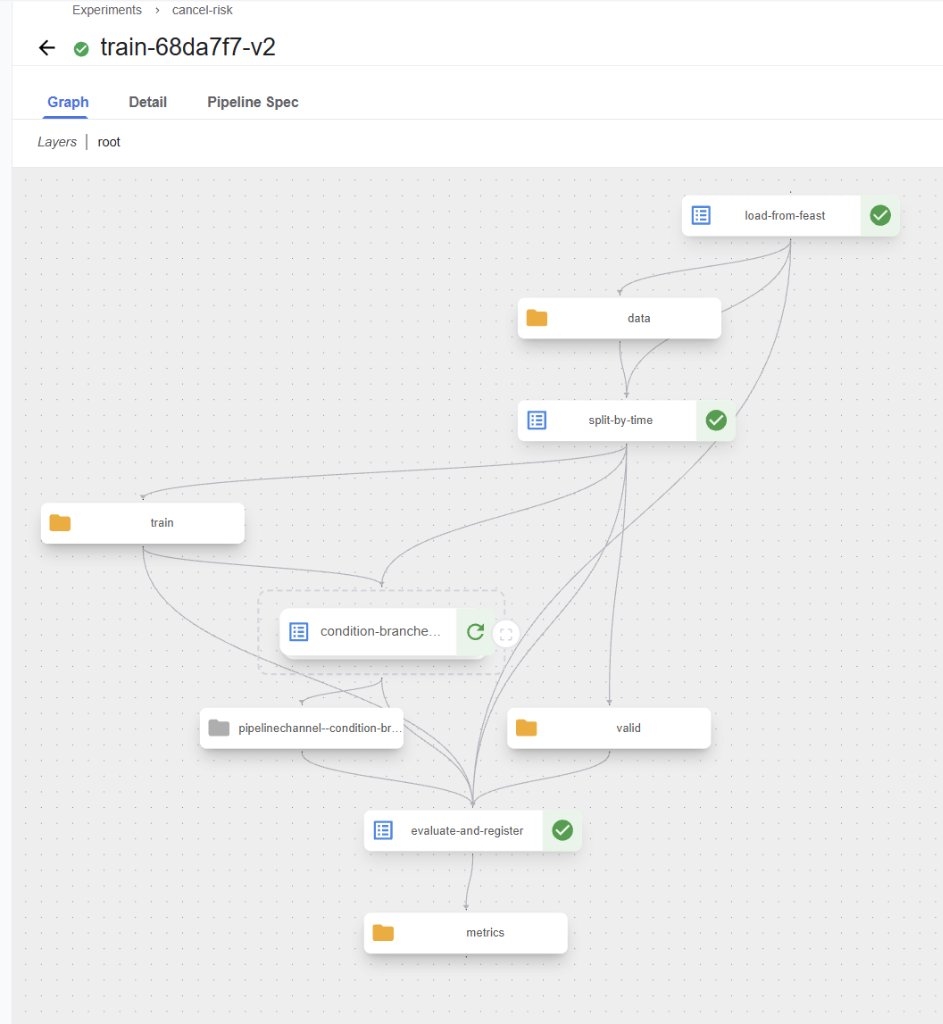 Experiments > cancel-risk
train-68da7f7-v2
Graph Detail Pipeline Spec
Layers | root
load-from-feast
data
split-by-time
train
condition-branche...
pipelinechannel--condition-br...
valid
evaluate-and-register
metrics